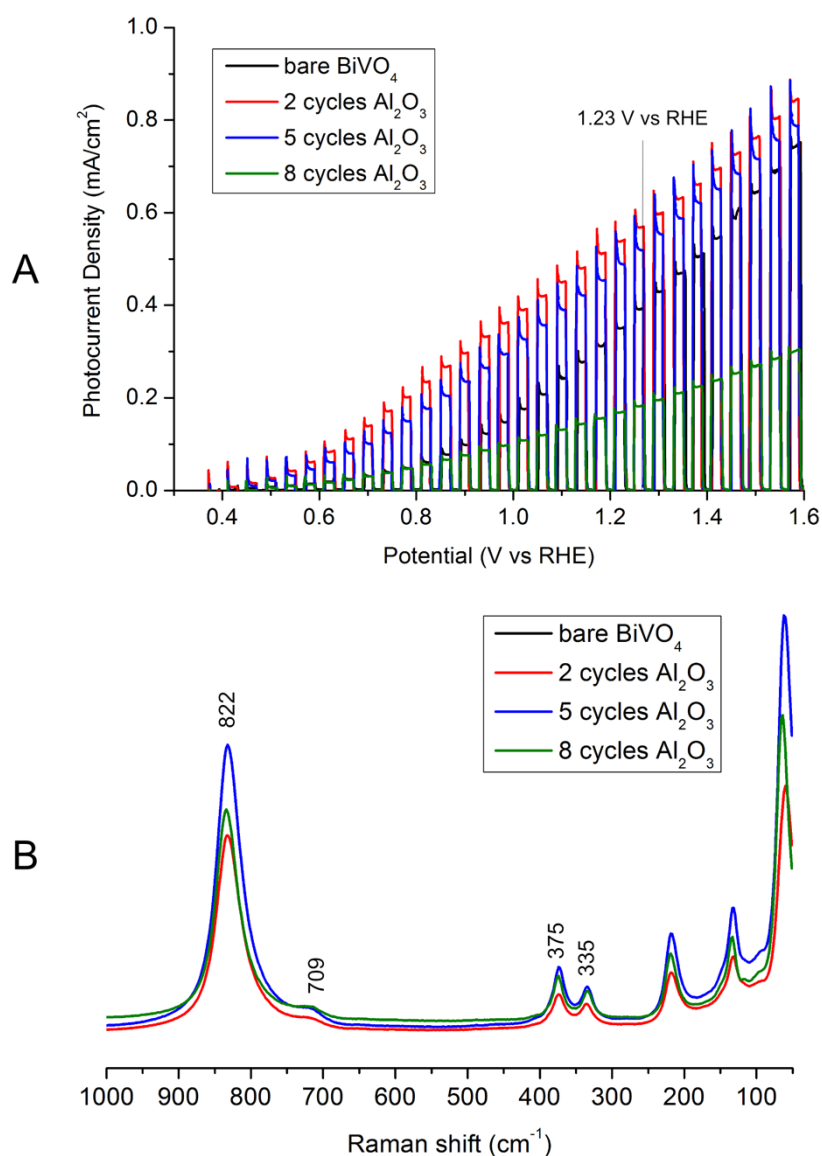 A
Photocurrent Density (mA/cm²)
1.0
0.8
0.6
0.4
0.2
0.0
bare BiVO₄
2 cycles Al₂O₃
5 cycles Al₂O₃
8 cycles Al₂O₃
1.23 V vs RHE
0.4 0.6 0.8 1.0 1.2 1.4 1.6
Potential (V vs RHE)
B
bare BiVO₄
2 cycles Al₂O₃
5 cycles Al₂O₃
8 cycles Al₂O₃
822
709
375
335
1000 900 800 700 600 500 400 300 200 100
Raman shift (cm⁻¹)